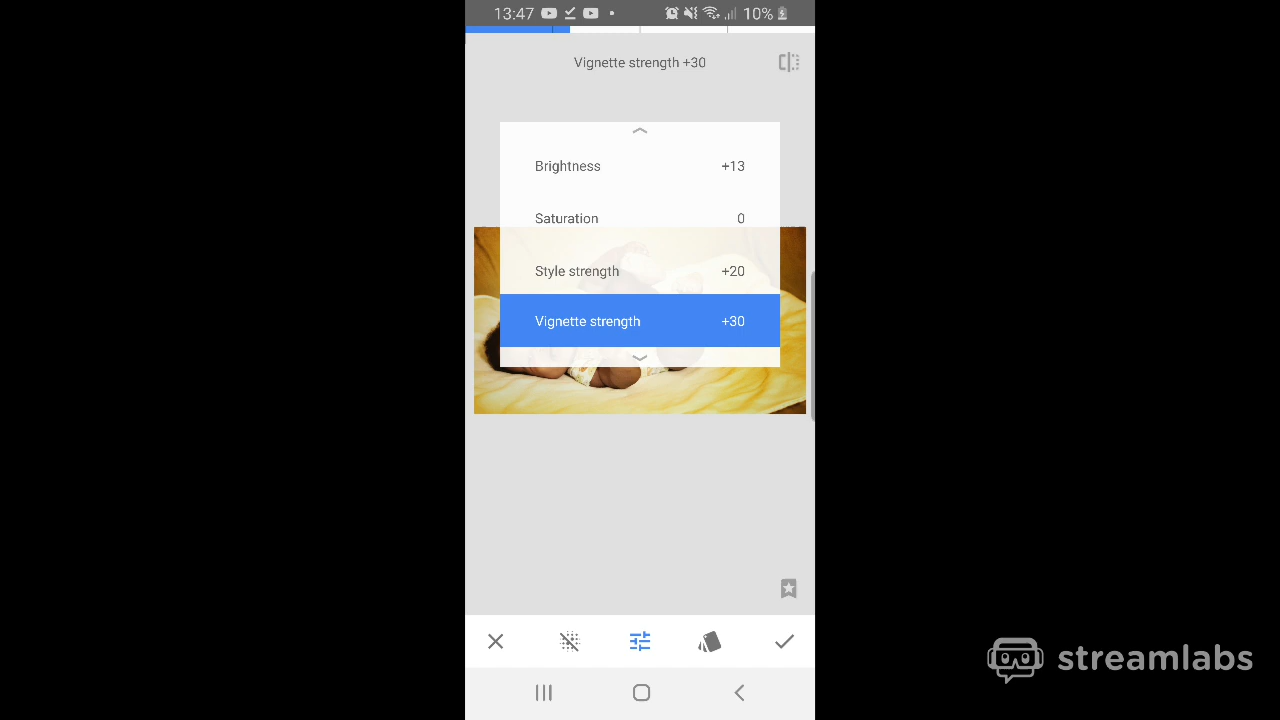 13:47 10%
Vignette strength +30
Brightness +13
Saturation 0
Style strength +20
Vignette strength +30
streamlabs